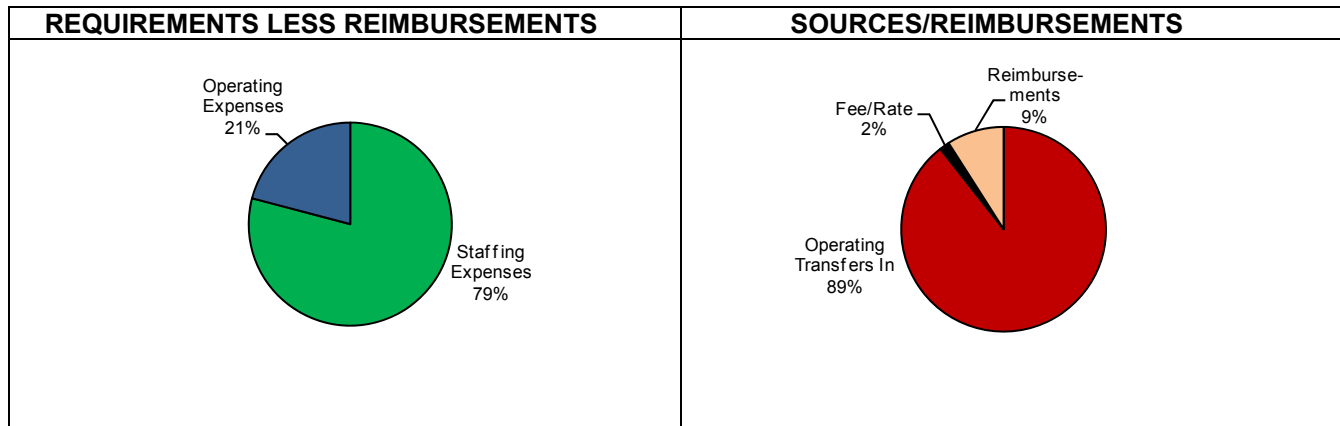 REQUIREMENTS LESS REIMBURSEMENTS
Operating
Expenses
21%
Staffing
Expenses
79%
SOURCES/REIMBURSEMENTS
Reimburse-
ments
9%
Fee/Rate
2%
Operating
Transfers In
89%